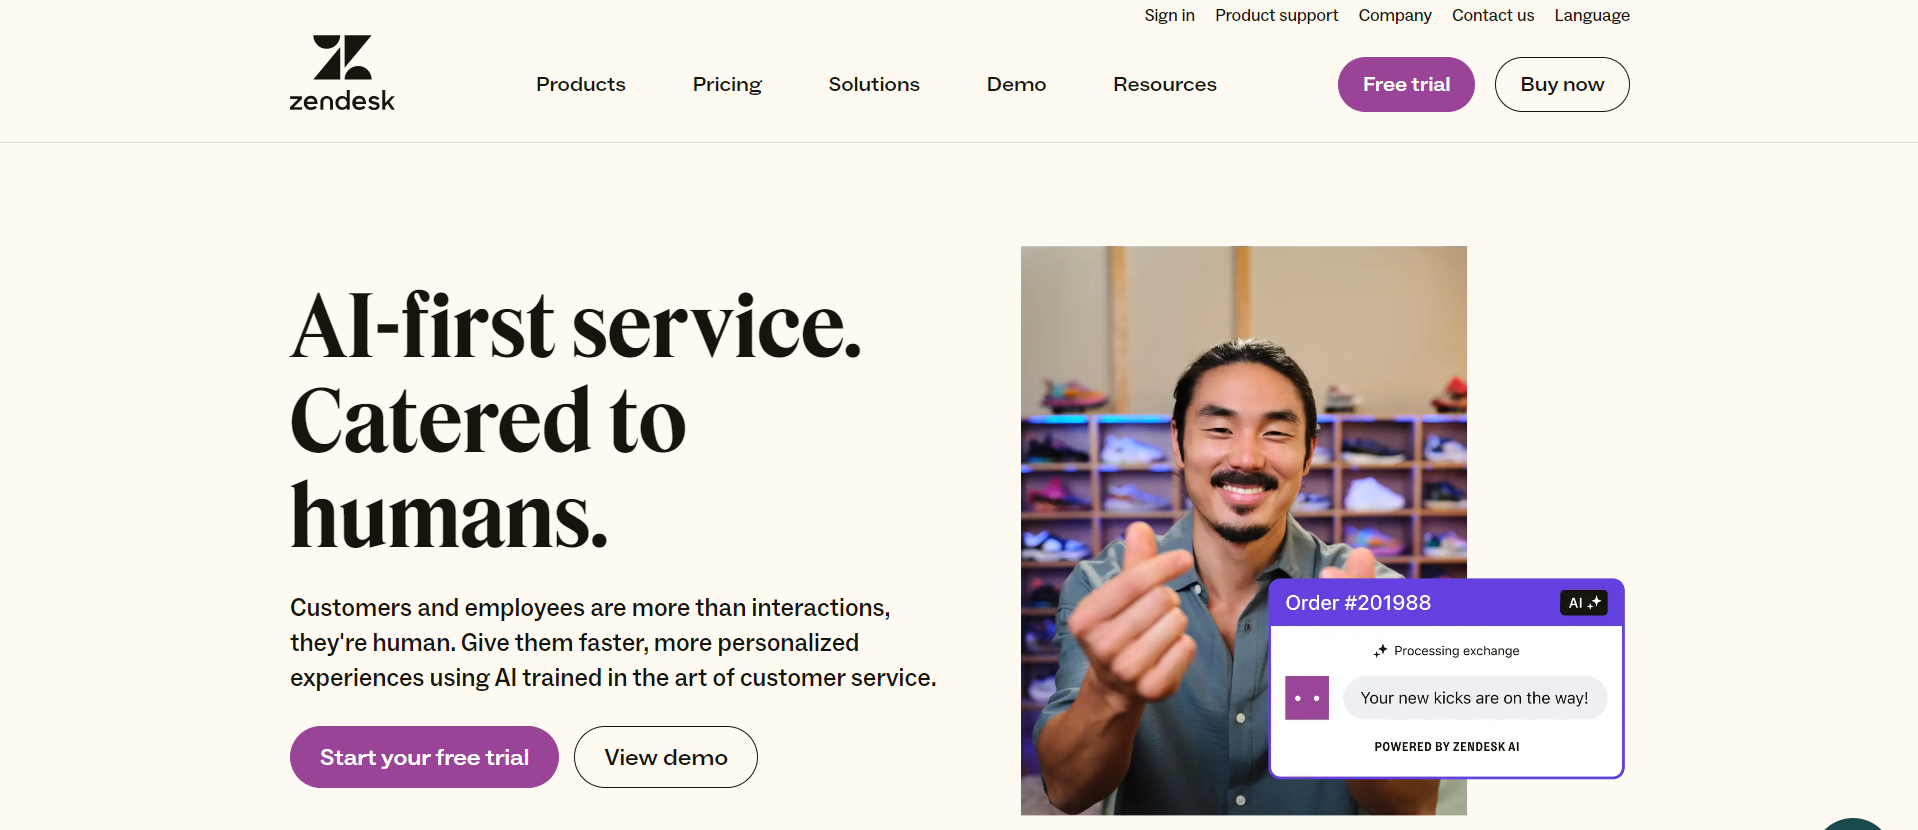 Sign in Product support Company Contact us Language
zendesk
Products Pricing Solutions Demo Resources Free trial Buy now
AI-first service.
Catered to
humans.
Customers and employees are more than interactions,
they're human. Give them faster, more personalized
experiences using AI trained in the art of customer service.
Start your free trial View demo
Order #201988 AI
Processing exchange
Your new kicks are on the way!
POWERED BY ZENDESK AI